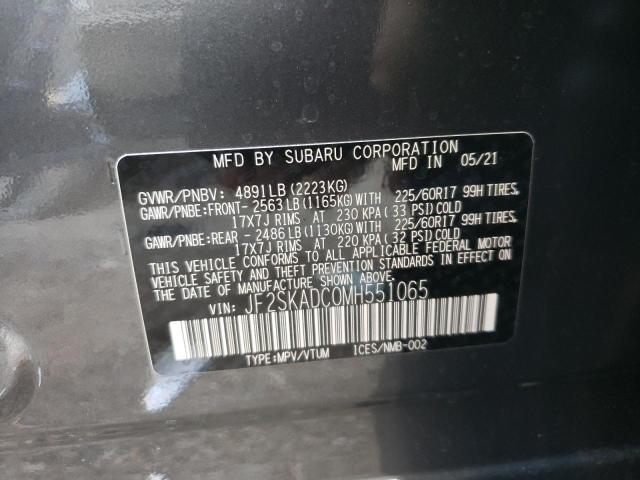 MFD BY SUBARU CORPORATION
MFD IN 05/21
GVWR/PNBV: 4891LB (2223KG)
GAWR/PNBE:FRONT- 2563LB (1165KG)WITH 225/60R17 99H TIRES,
17X7J RIMS AT 230 KPA (33 PSI)COLD
GAWR/PNBE:REAR - 2486LB (1130KG)WITH 225/60R17 99H TIRES,
17X7J RIMS AT 220 KPA (32 PSI)COLD
THIS VEHICLE CONFORMS TO ALL APPLICABLE FEDERAL MOTOR
VEHICLE SAFETY AND THEFT PREVENTION STANDARDS IN EFFECT ON
THE DATE OF MANUFACTURE SHOWN ABOVE.
VIN: JF2SKADC0MH551065
TYPE:MPV/VTUM ICES/NMB-002